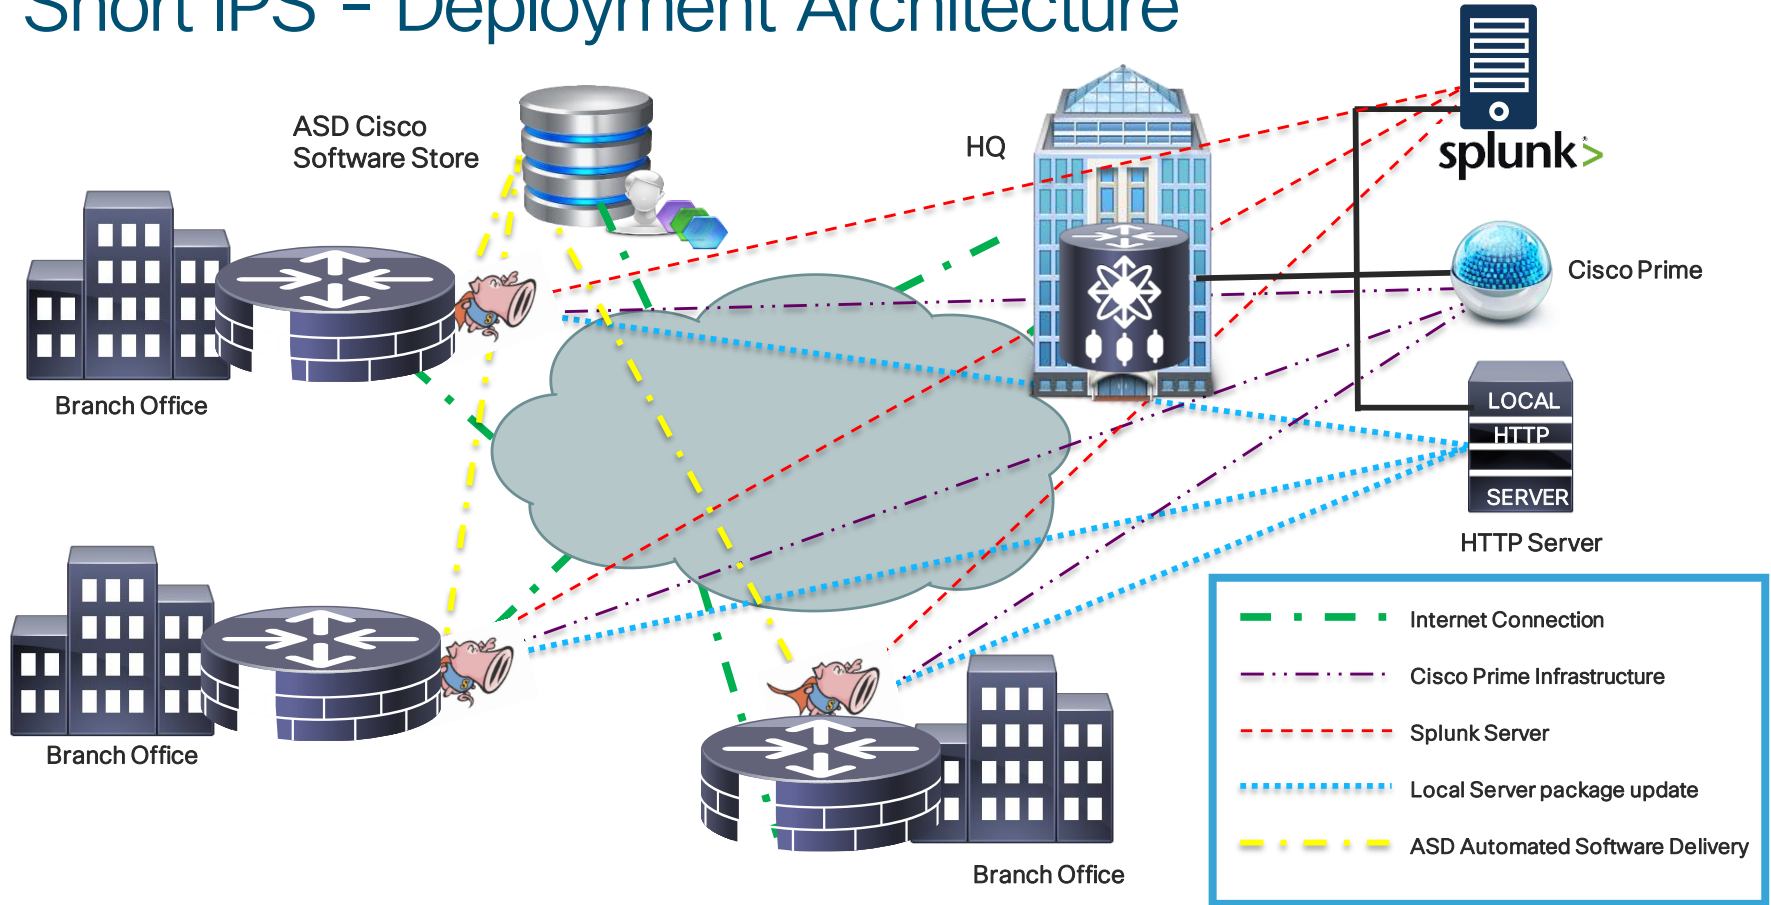 Snort IPS - Deployment Architecture
ASD Cisco
Software Store
HQ
splunk>
Cisco Prime
Branch Office
LOCAL
HTTP
SERVER
HTTP Server
Branch Office
Internet Connection
Cisco Prime Infrastructure
Splunk Server
Local Server package update
ASD Automated Software Delivery
Branch Office